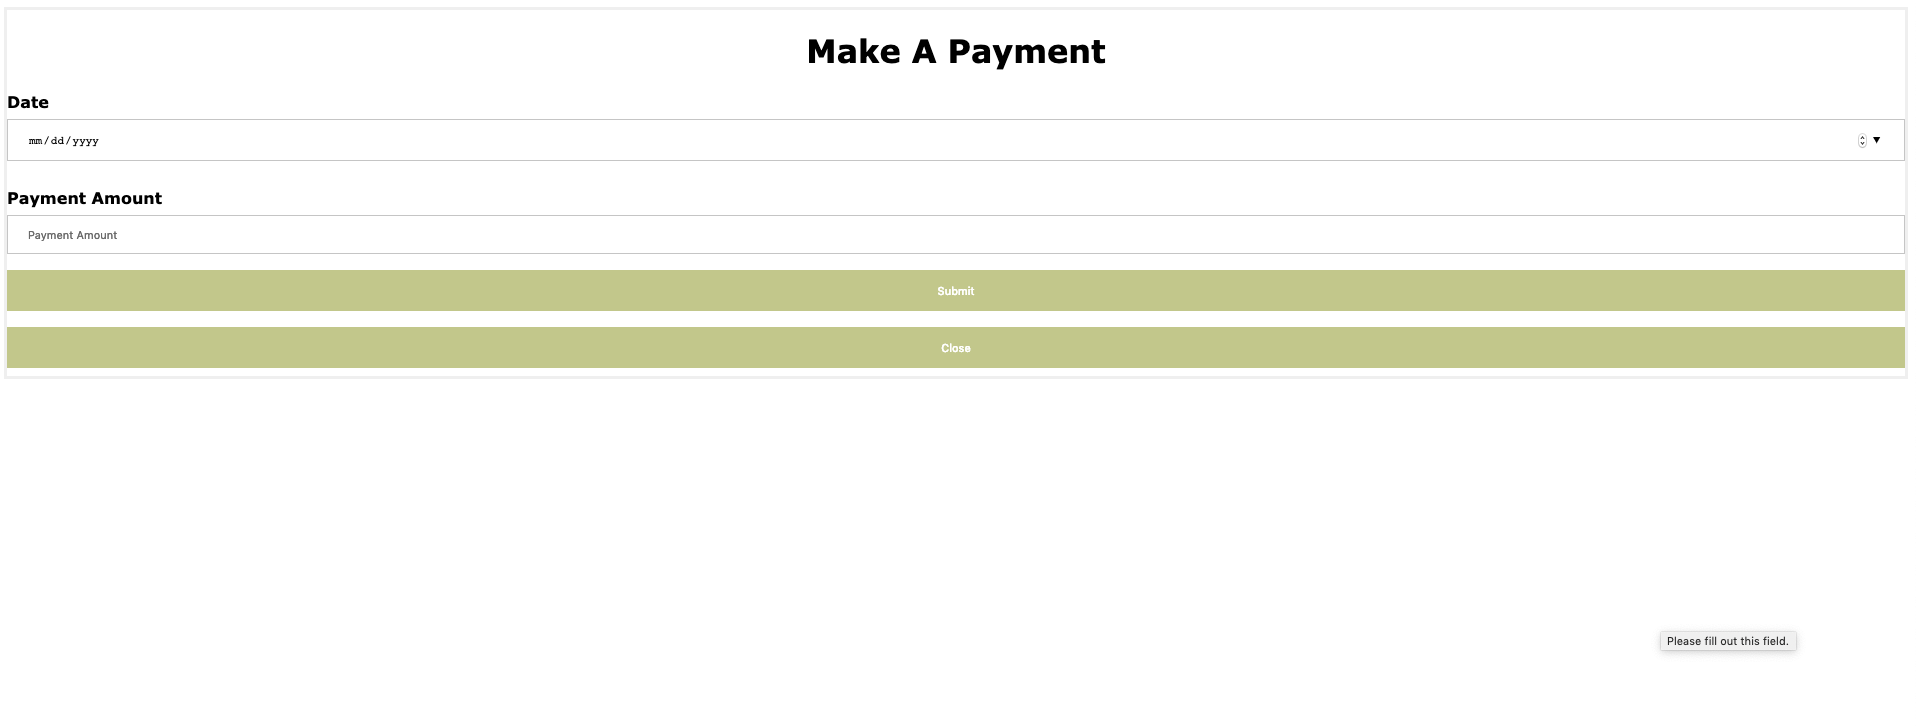 Make A Payment
Date
mm/dd/yyyy
Payment Amount
Payment Amount
Submit
Close
Please fill out this field.